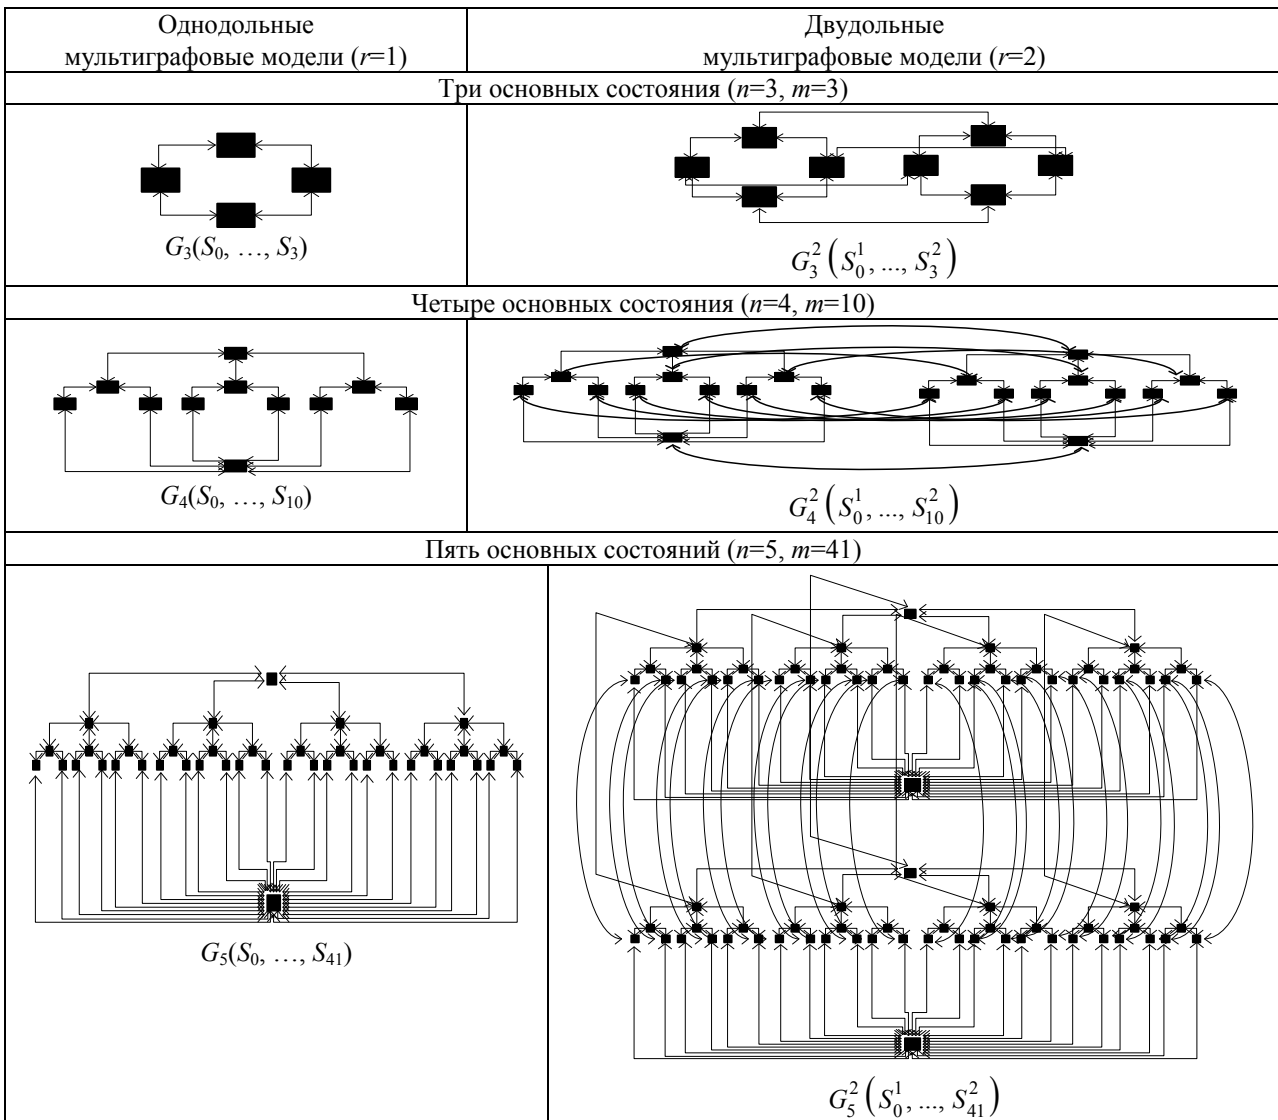 Однодольные
мультиграфовые модели (r=1)
Двудольные
мультиграфовые модели (r=2)
Три основных состояния (n=3, m=3)
G₃(S₀, …, S₃)
G₃²(S₀¹, ..., S₃²)
Четыре основных состояния (n=4, m=10)
G₄(S₀, …, S₁₀)
G₄²(S₀¹, ..., S₁₀²)
Пять основных состояний (n=5, m=41)
G₅(S₀, …, S₄₁)
G₅²(S₀¹, ..., S₄₁²)